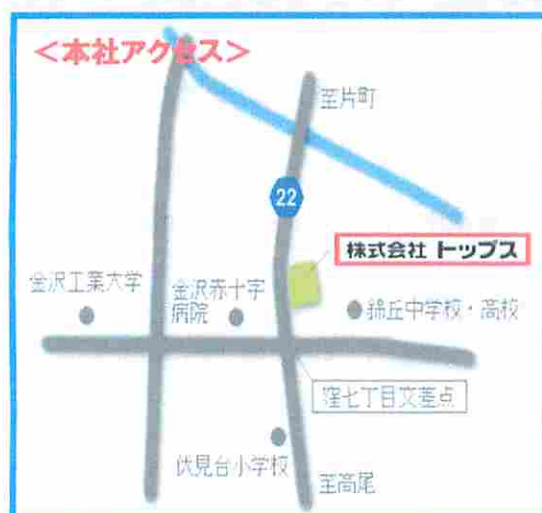 <本社アクセス>
至片町
22
株式会社 トップス
金沢工業大学
金沢赤十字
病院
錦丘中学校・高校
窪七丁目交差点
伏見台小学校
至高尾